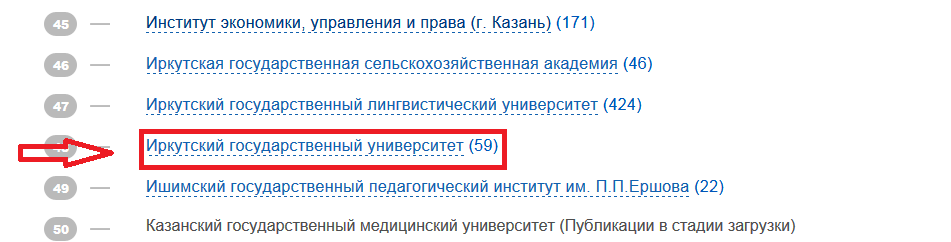 45 — Институт экономики, управления и права (г. Казань) (171)
46 — Иркутская государственная сельскохозяйственная академия (46)
47 — Иркутский государственный лингвистический университет (424)
Иркутский государственный университет (59)
49 — Ишимский государственный педагогический институт им. П.П.Ершова (22)
50 — Казанский государственный медицинский университет (Публикации в стадии загрузки)